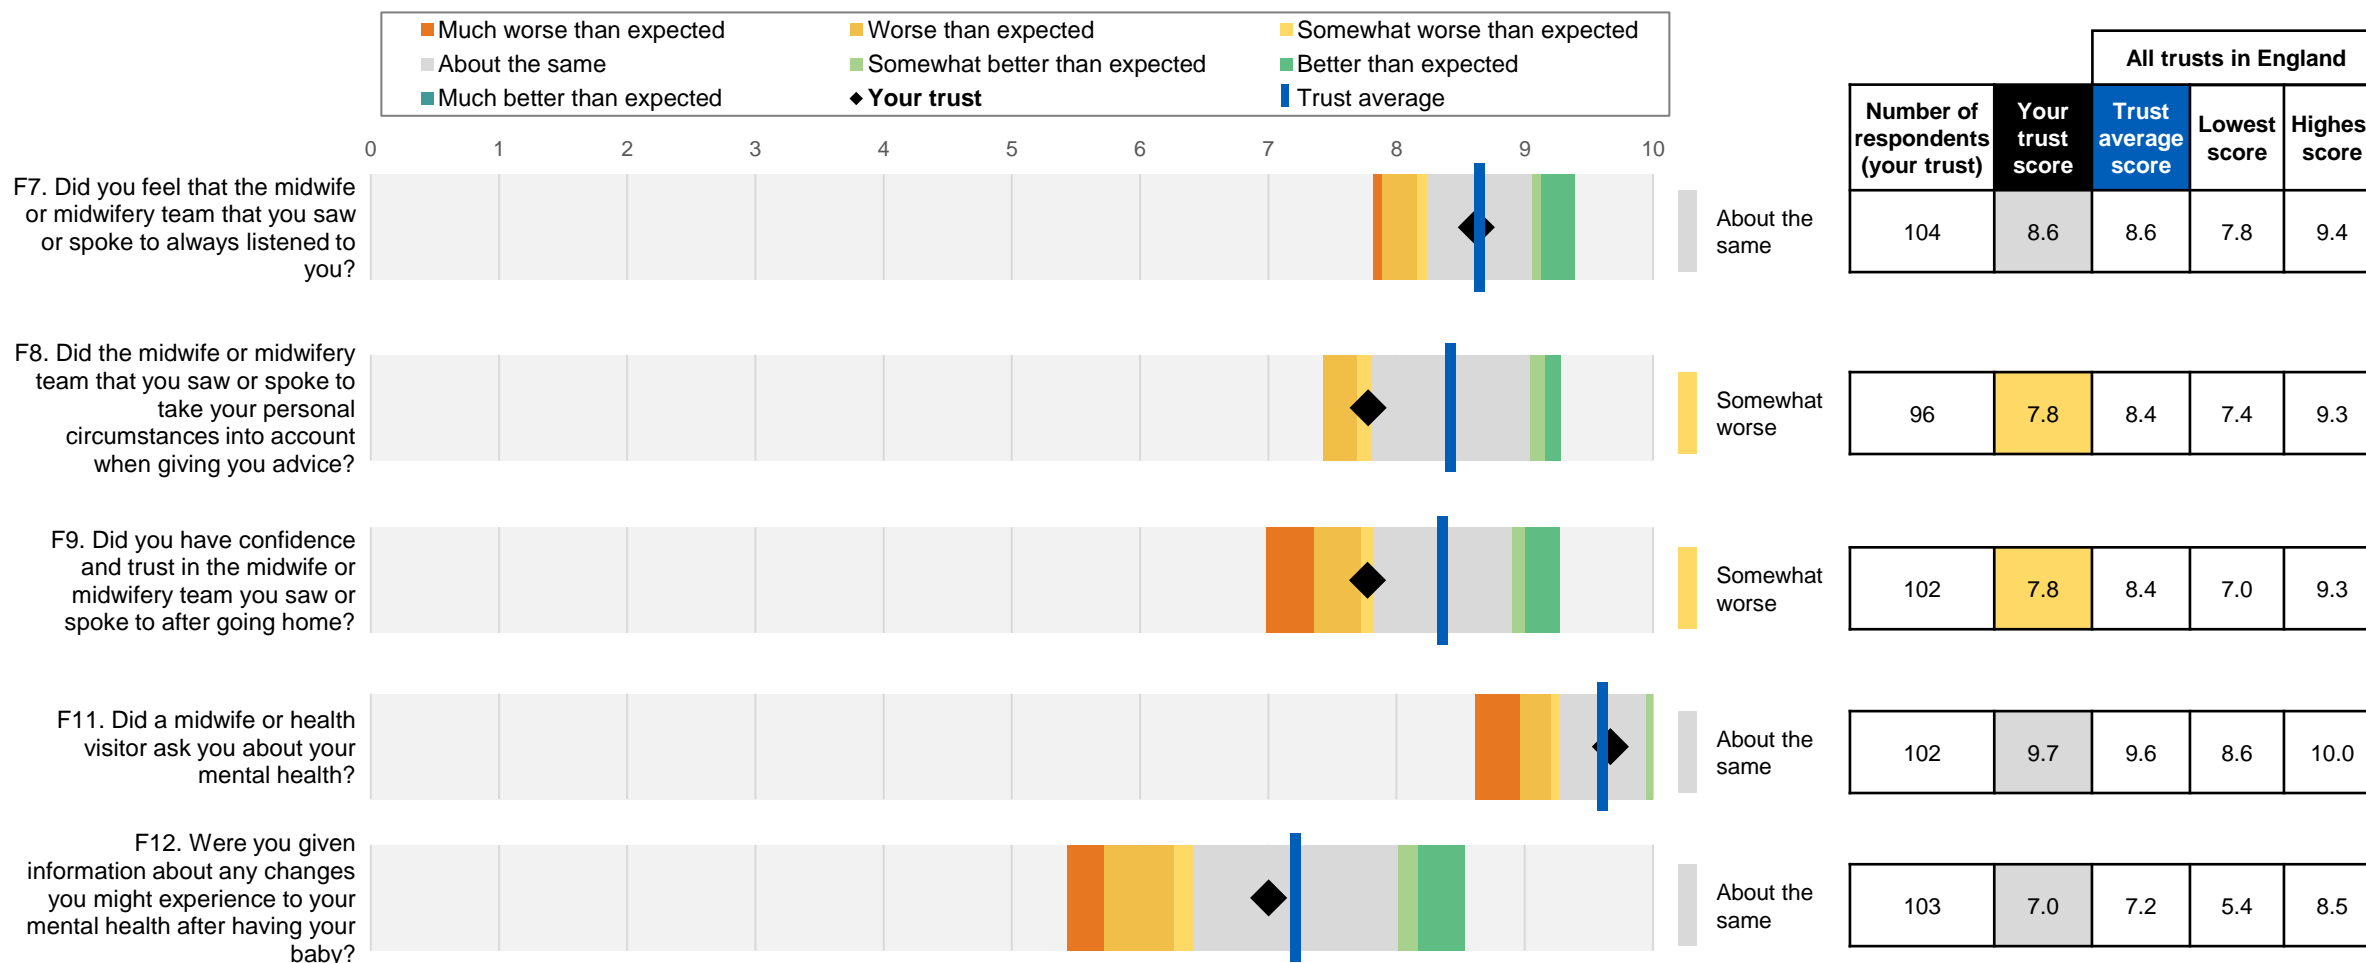 Much worse than expected
Worse than expected
Somewhat worse than expected
About the same
Somewhat better than expected
Better than expected
Much better than expected
Your trust
Trust average
All trusts in England
Number of
respondents
(your trust)
Your
trust
score
Trust
average
score
Lowest
score
Highes
score
0 1 2 3 4 5 6 7 8 9 10
F7. Did you feel that the midwife
or midwifery team that you saw
or spoke to always listened to
you?
About the
same
104 8.6 8.6 7.8 9.4
F8. Did the midwife or midwifery
team that you saw or spoke to
take your personal
circumstances into account
when giving you advice?
Somewhat
worse
96 7.8 8.4 7.4 9.3
F9. Did you have confidence
and trust in the midwife or
midwifery team you saw or
spoke to after going home?
Somewhat
worse
102 7.8 8.4 7.0 9.3
F11. Did a midwife or health
visitor ask you about your
mental health?
About the
same
102 9.7 9.6 8.6 10.0
F12. Were you given
information about any changes
you might experience to your
mental health after having your
baby?
About the
same
103 7.0 7.2 5.4 8.5